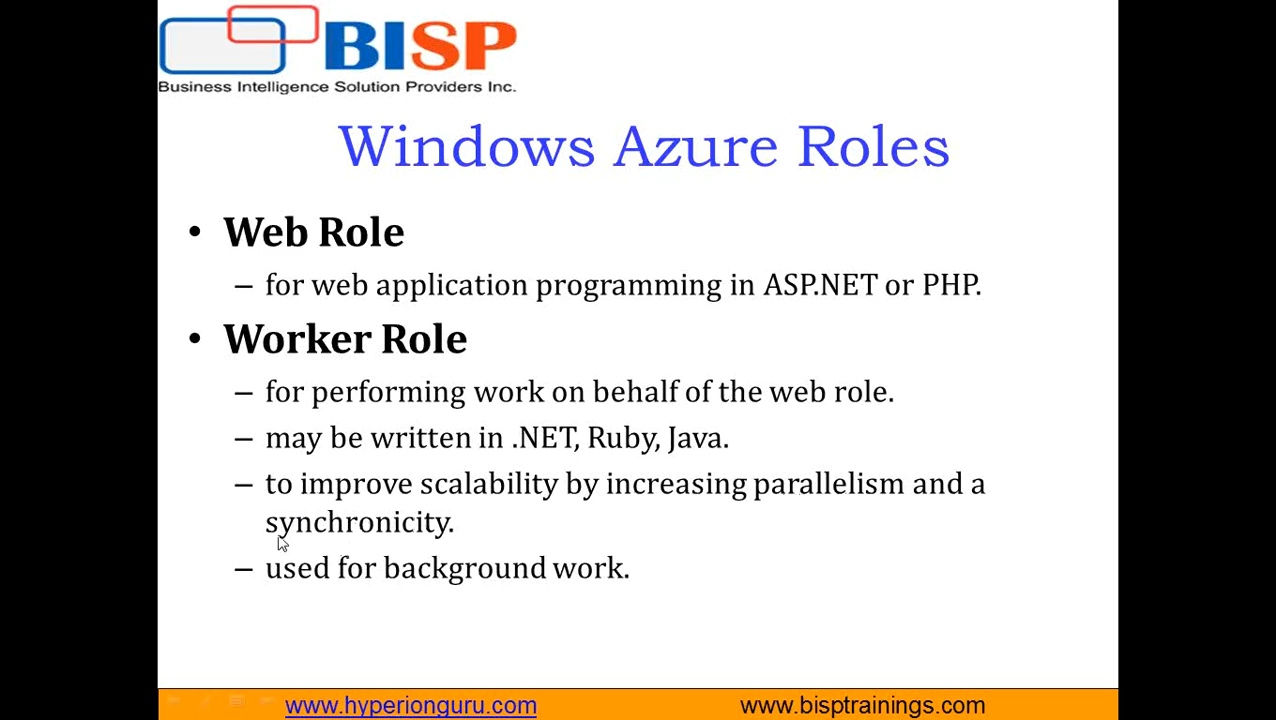 BISP
Business Intelligence Solution Providers Inc.
Windows Azure Roles
• Web Role
– for web application programming in ASP.NET or PHP.
• Worker Role
– for performing work on behalf of the web role.
– may be written in .NET, Ruby, Java.
– to improve scalability by increasing parallelism and a
synchronicity.
– used for background work.
www.hyperionguru.com www.bisptrainings.com